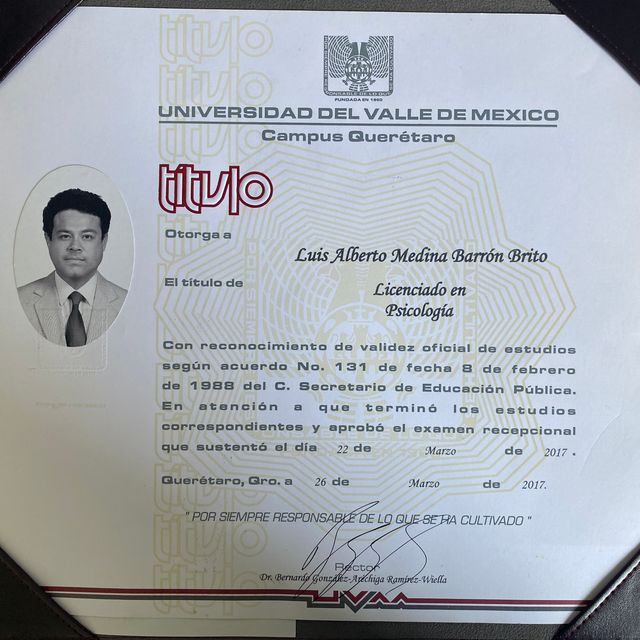 título
FUNDADA EN 1960
UNIVERSIDAD DEL VALLE DE MEXICO
Campus Querétaro
título
Otorga a
Luis Alberto Medina Barrón Brito
El título de
Licenciado en
Psicología
Con reconocimiento de validez oficial de estudios
según acuerdo No. 131 de fecha 8 de febrero
de 1988 del C. Secretario de Educación Pública.
En atención a que terminó los estudios
correspondientes y aprobó el examen recepcional
que sustentó el día 22 de Marzo de 2017.
Querétaro, Qro. a 26 de Marzo de 2017.
" POR SIEMPRE RESPONSABLE DE LO QUE SE HA CULTIVADO "
Rector
Dr. Bernardo González-Aréchiga Ramírez-Wiella
UVM